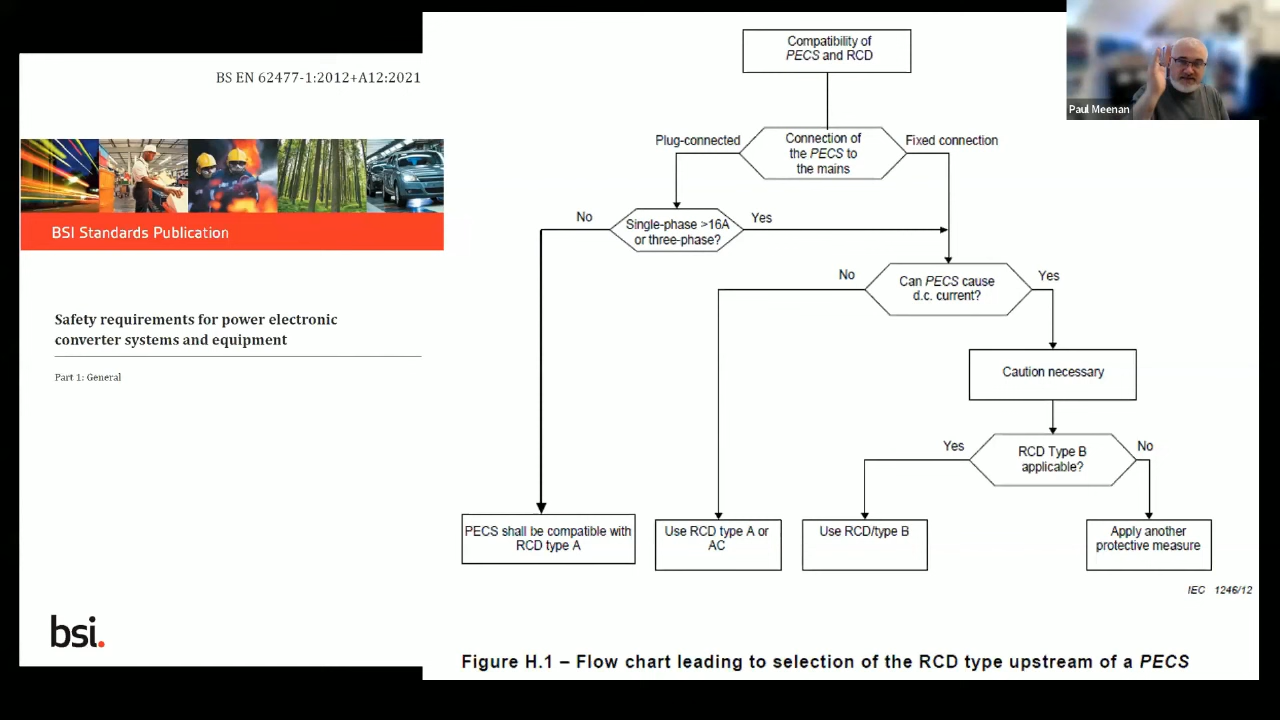 BS EN 62477-1:2012+A12:2021
BSI Standards Publication
Safety requirements for power electronic
converter systems and equipment
Part 1: General
bsi.
Compatibility of
PECS and RCD
Plug-connected
Connection of
the PECS to
the mains
Fixed connection
No
Single-phase >16A
or three-phase?
Yes
No
Can PECS cause
d.c. current?
Yes
Caution necessary
Yes
RCD Type B
applicable?
No
PECS shall be compatible with
RCD type A
Use RCD type A or
AC
Use RCD/type B
Apply another
protective measure
IEC 1246/12
Figure H.1 – Flow chart leading to selection of the RCD type upstream of a PECS
Paul Meenan